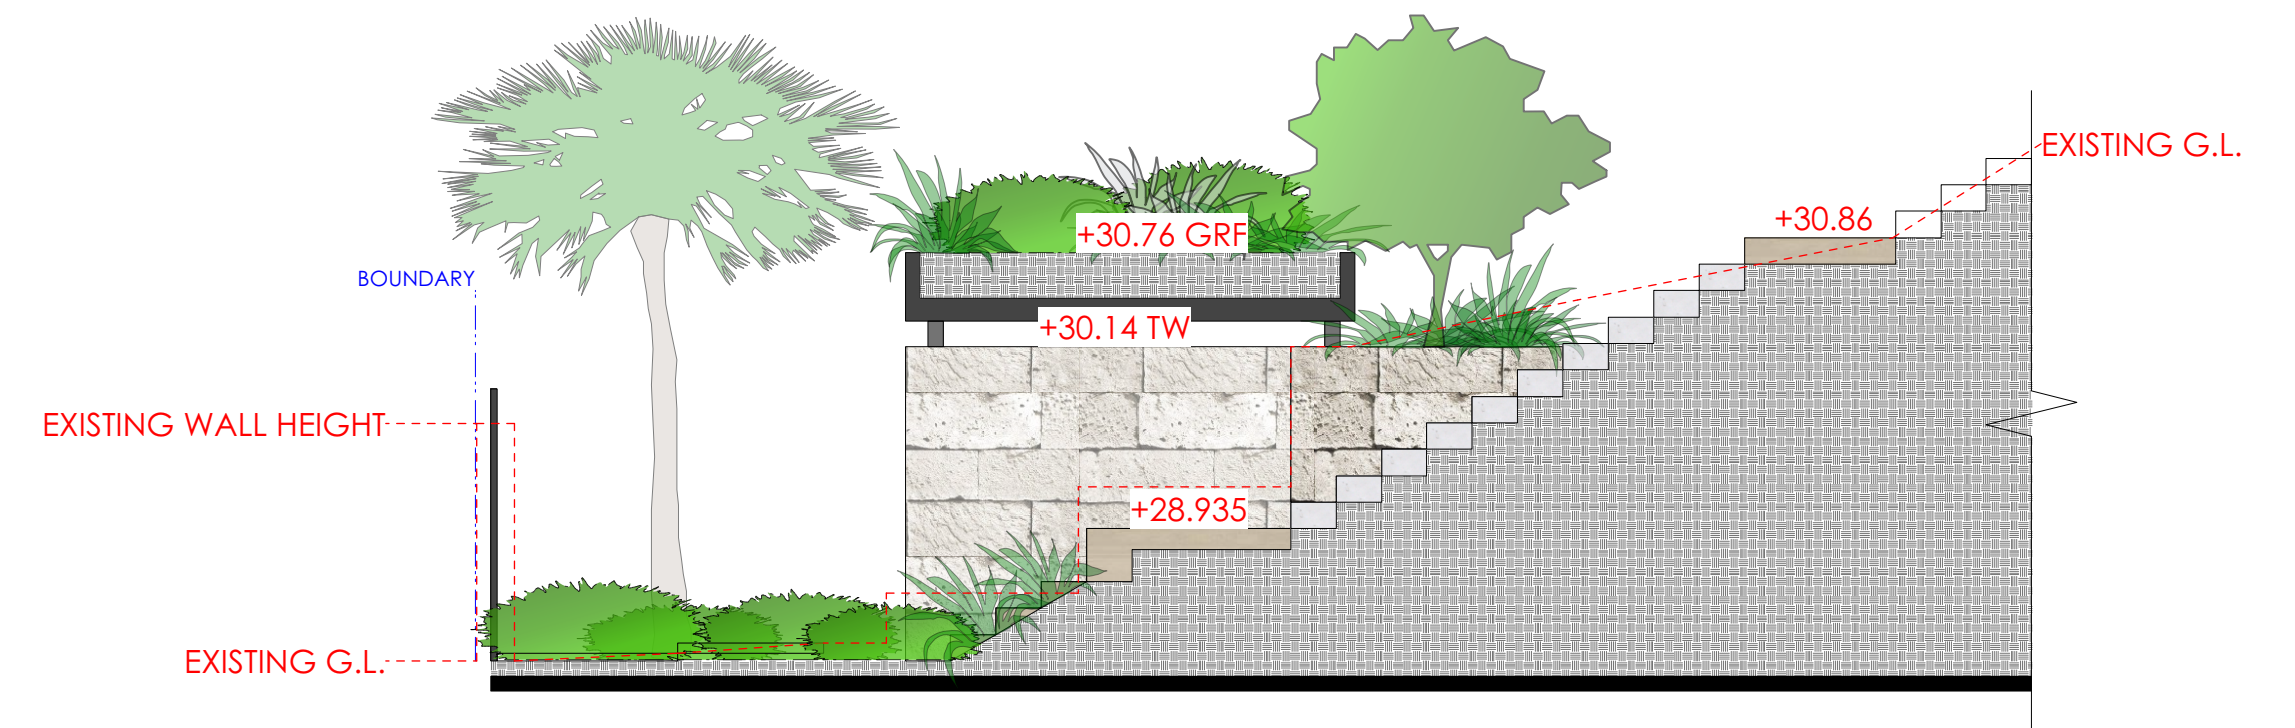 EXISTING G.L.
+30.86
+30.76 GRF
BOUNDARY
+30.14 TW
EXISTING WALL HEIGHT
+28.935
EXISTING G.L.